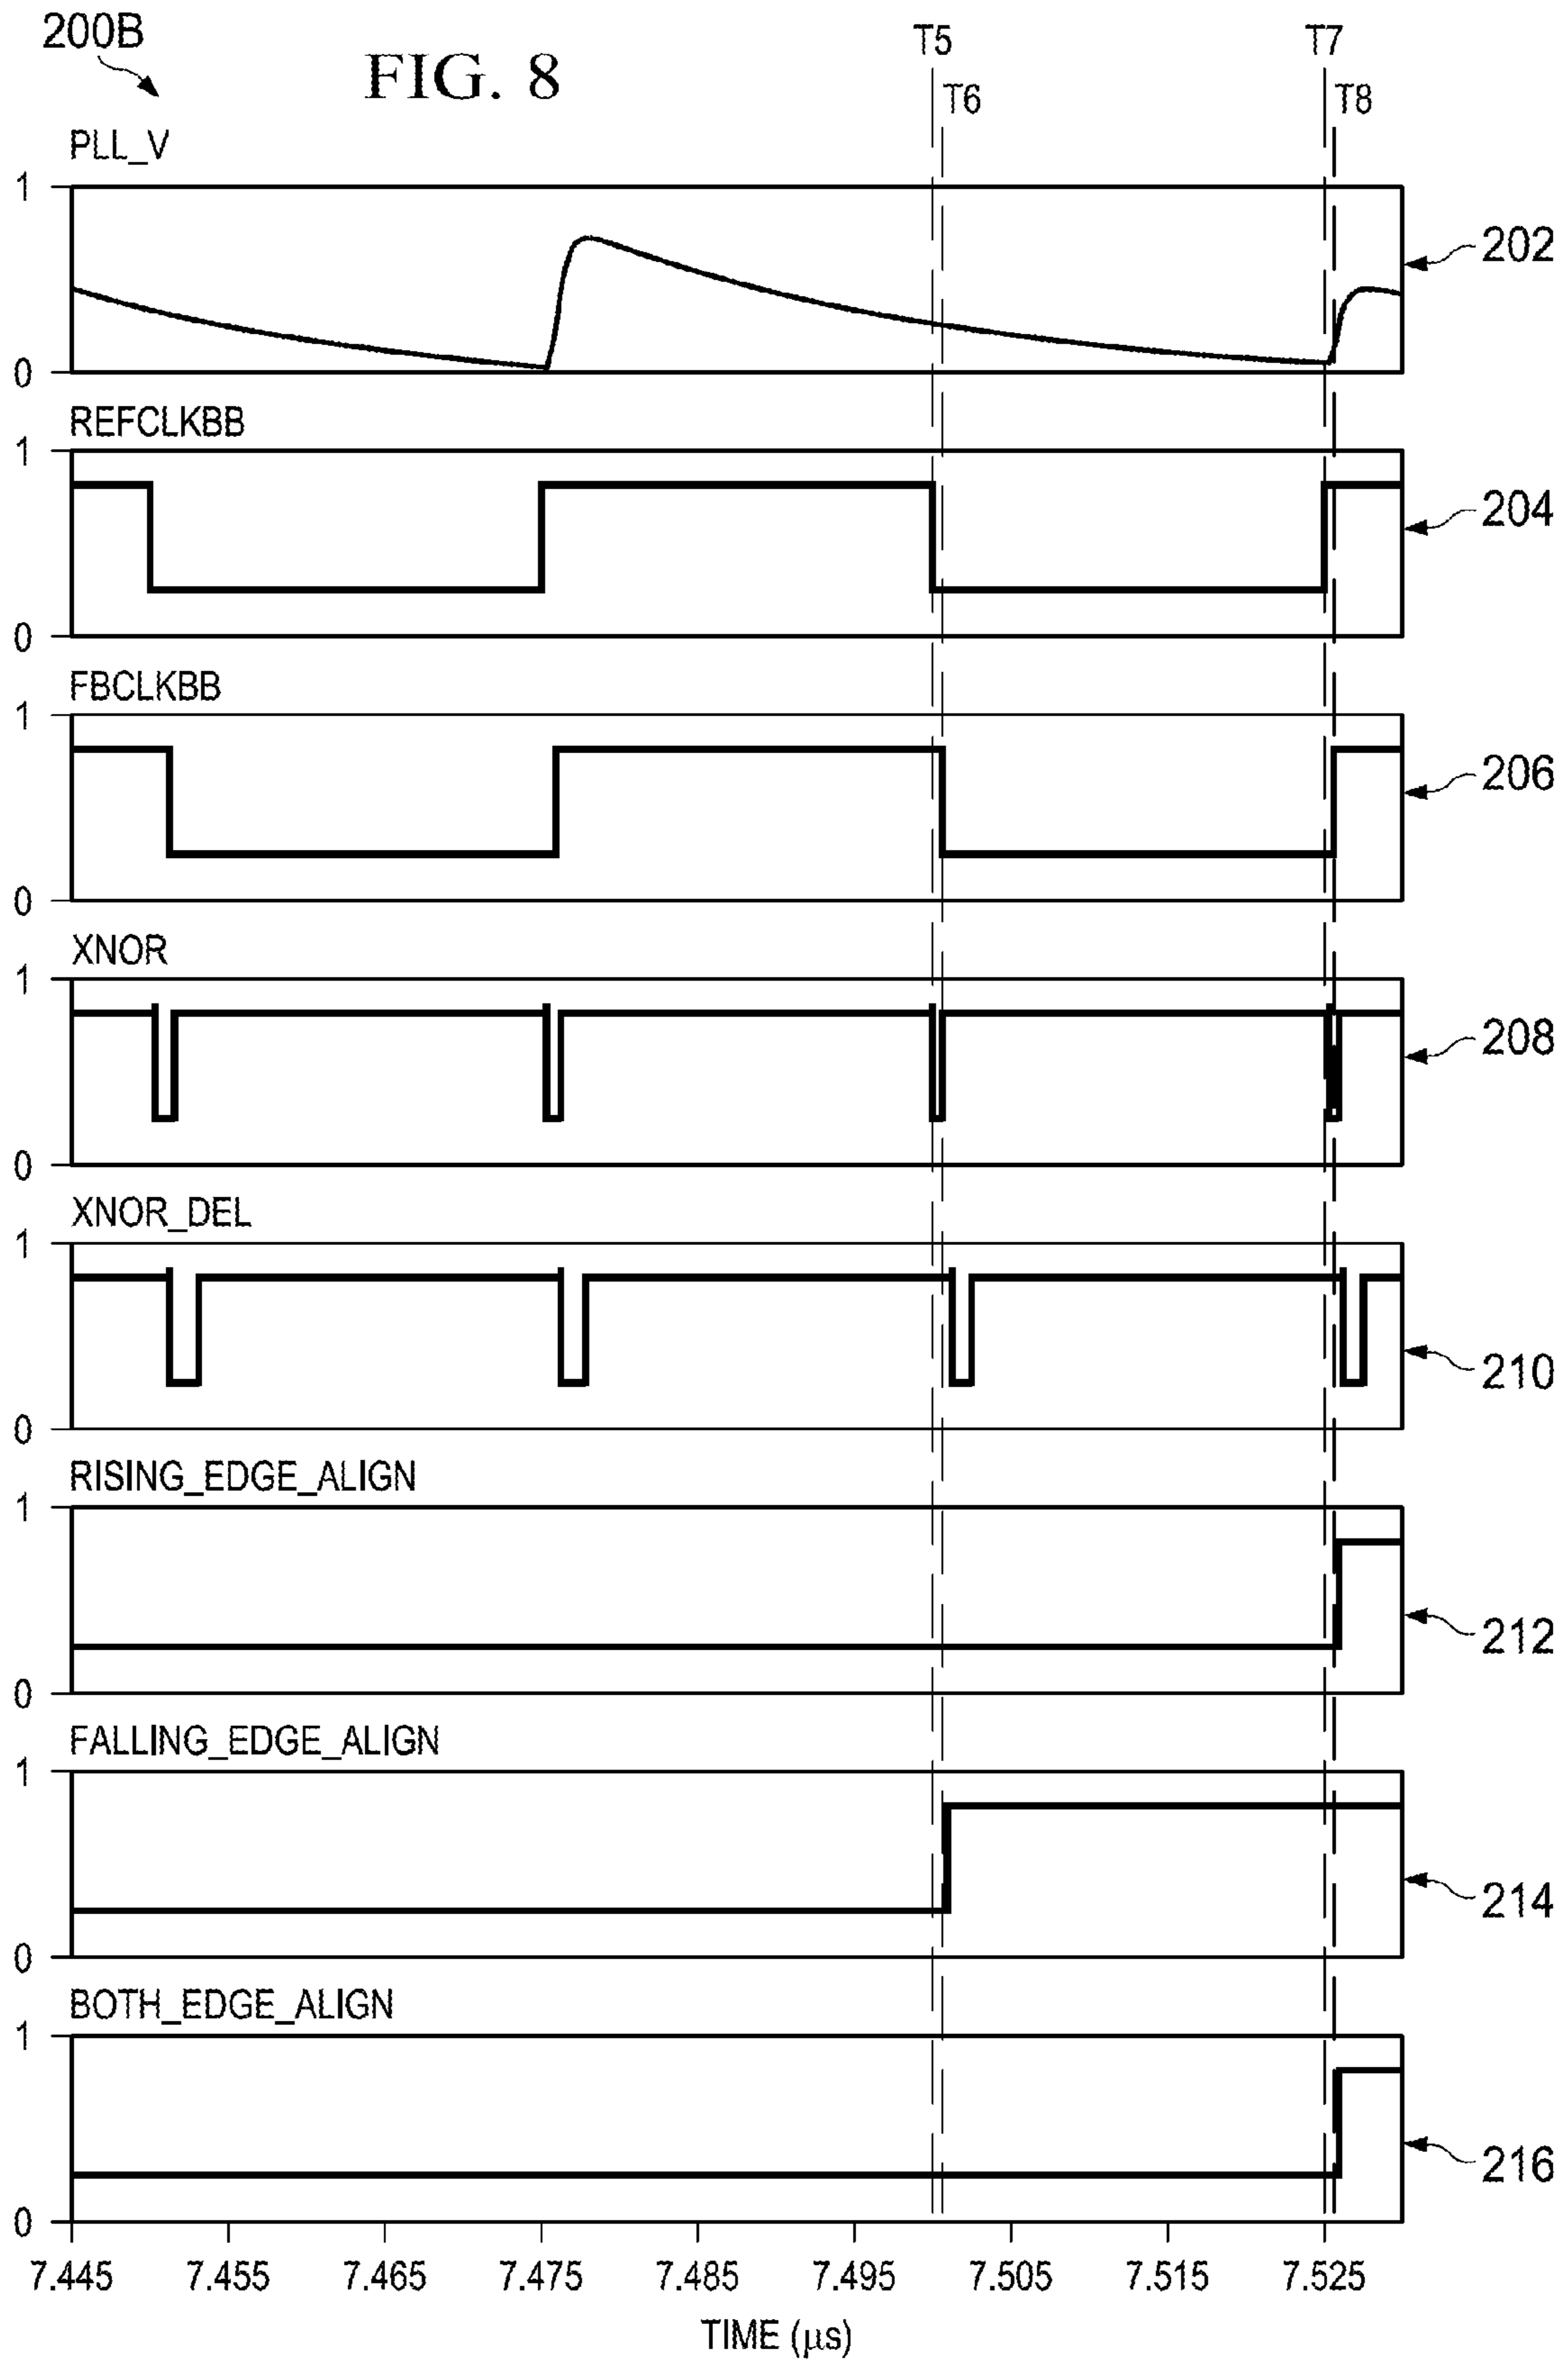 200B
FIG. 8
T5
T7
T6
T8
PLL_V
1
202
0
REFCLKBB
1
204
0
FBCLKBB
1
206
0
XNOR
1
208
0
XNOR_DEL
1
210
0
RISING_EDGE_ALIGN
1
212
0
FALLING_EDGE_ALIGN
1
214
0
BOTH_EDGE_ALIGN
1
216
0
7.445 7.455 7.465 7.475 7.485 7.495 7.505 7.515 7.525
TIME (μs)